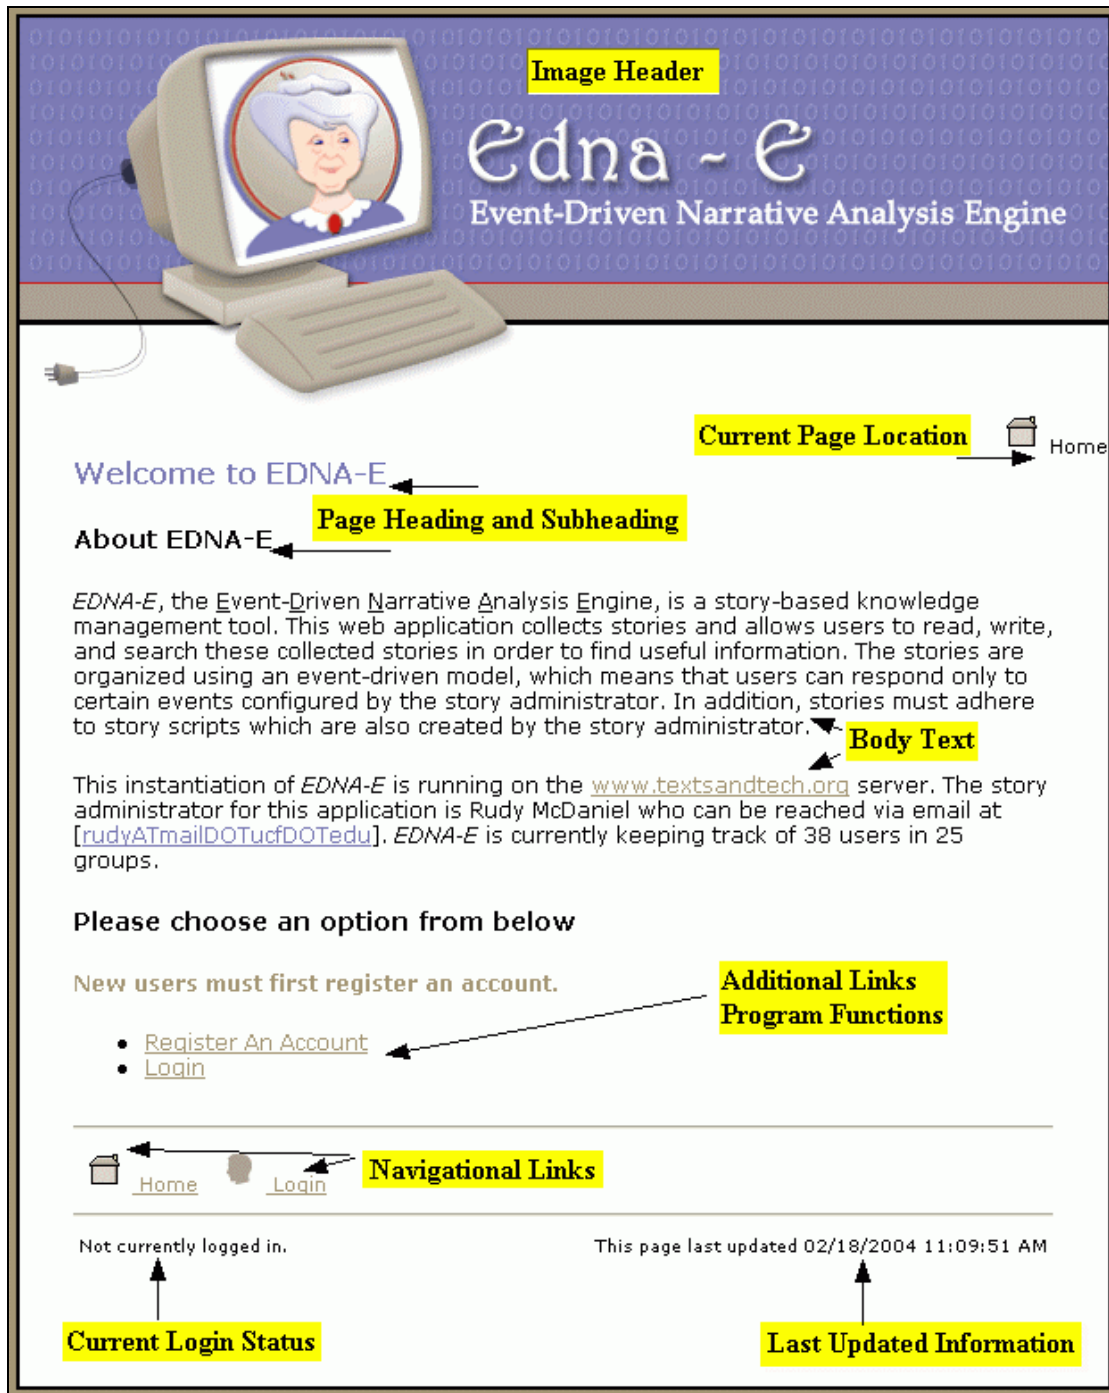 Image Header
Edna ~ E
Event-Driven Narrative Analysis Engine
Current Page Location
Home
Welcome to EDNA-E
Page Heading and Subheading
About EDNA-E
EDNA-E, the Event-Driven Narrative Analysis Engine, is a story-based knowledge
management tool. This web application collects stories and allows users to read, write,
and search these collected stories in order to find useful information. The stories are
organized using an event-driven model, which means that users can respond only to
certain events configured by the story administrator. In addition, stories must adhere
to story scripts which are also created by the story administrator.
Body Text
This instantiation of EDNA-E is running on the www.textsandtech.org server. The story
administrator for this application is Rudy McDaniel who can be reached via email at
[rudyATmailDOTucfDOTedu]. EDNA-E is currently keeping track of 38 users in 25
groups.
Please choose an option from below
New users must first register an account.
Additional Links
Program Functions
Register An Account
Login
Home Login
Navigational Links
Not currently logged in. This page last updated 02/18/2004 11:09:51 AM
Current Login Status
Last Updated Information